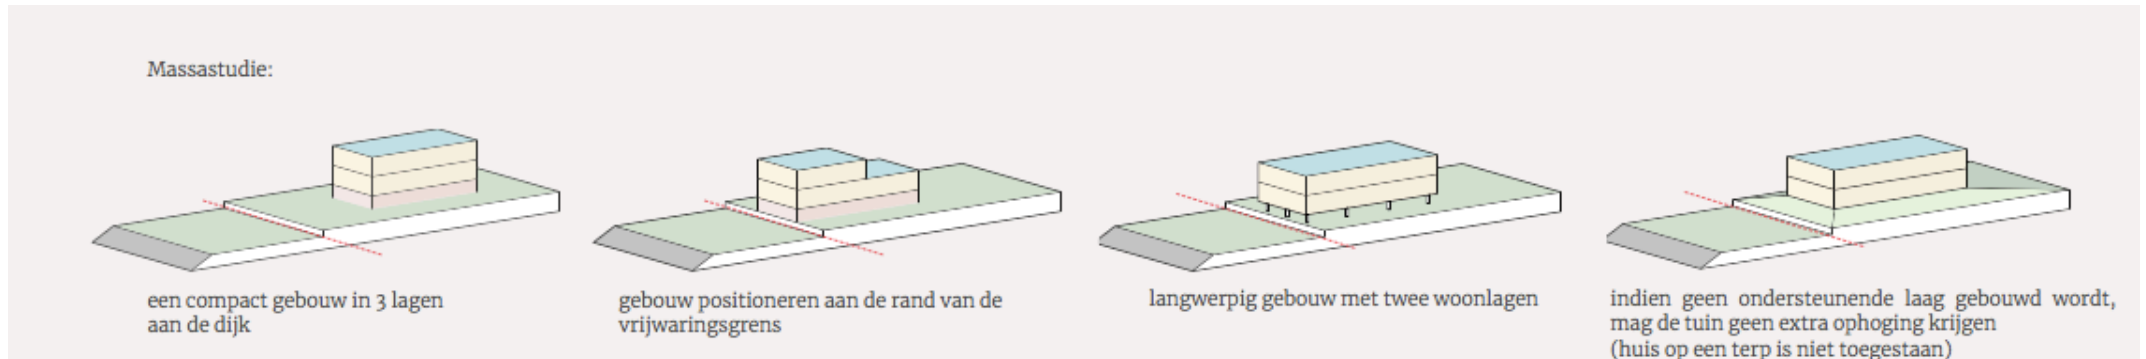 Massastudie:
een compact gebouw in 3 lagen
aan de dijk
gebouw positioneren aan de rand van de
vrijwaringsgrens
langwerpig gebouw met twee woonlagen
indien geen ondersteunende laag gebouwd wordt,
mag de tuin geen extra ophoging krijgen
(huis op een terp is niet toegestaan)